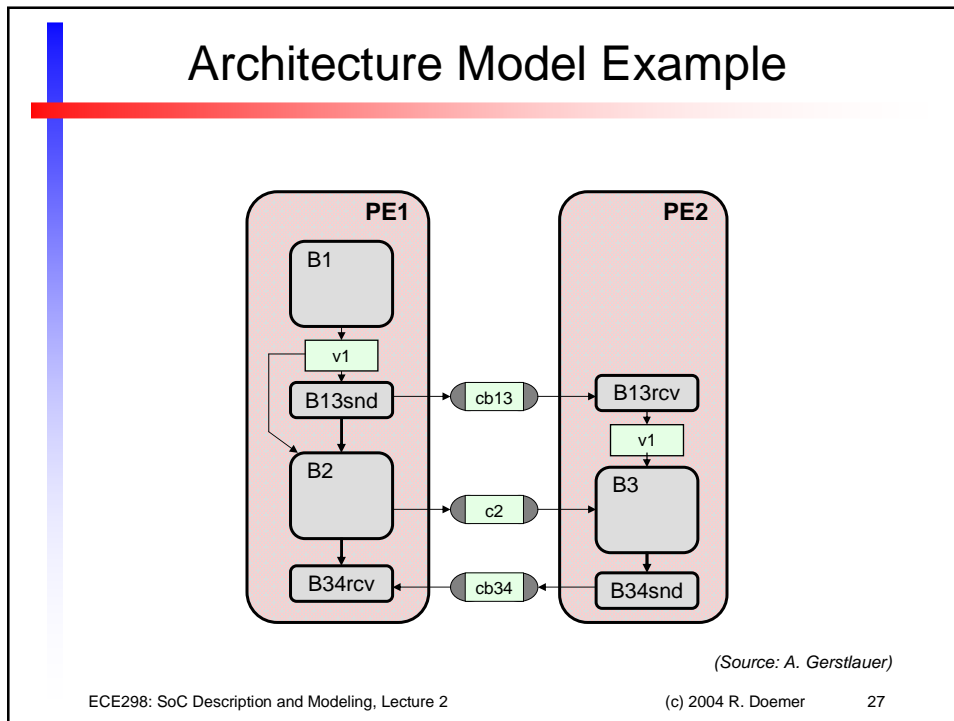 Architecture Model Example
PE1
PE2
B1
v1
B13snd
cb13
B13rcv
v1
B2
B3
c2
B34rcv
cb34
B34snd
(Source: A. Gerstlauer)
ECE298: SoC Description and Modeling, Lecture 2
(c) 2004 R. Doemer
27